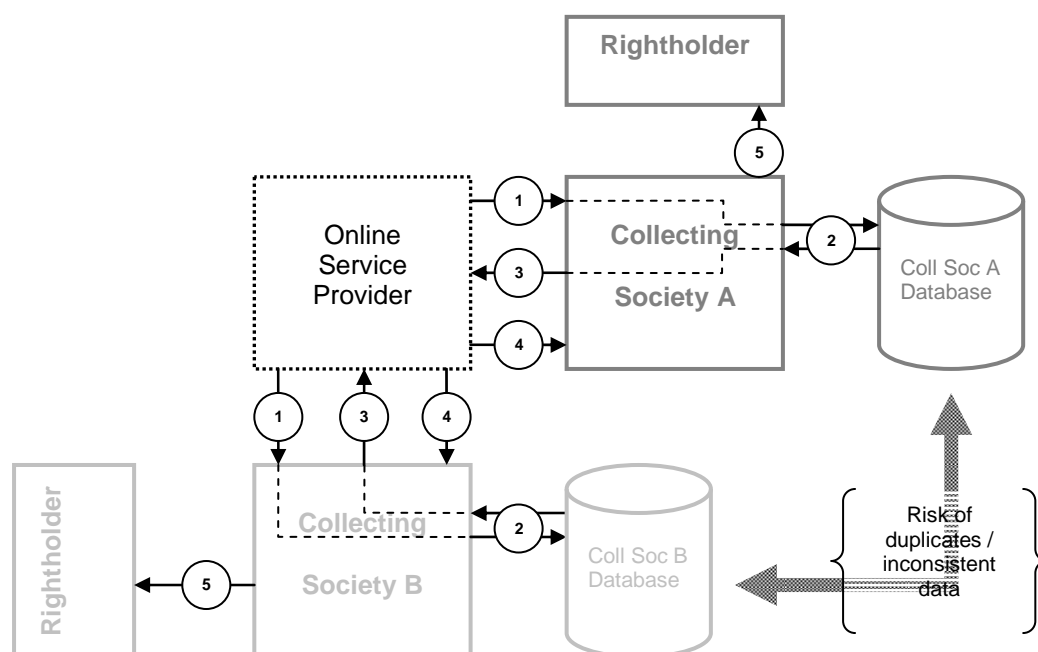 Rightholder
5
Online
Service
Provider
1
3
4
Collecting
Society A
2
Coll Soc A
Database
1
3
4
Rightholder
5
Collecting
Society B
2
Coll Soc B
Database
Risk of
duplicates /
inconsistent
data